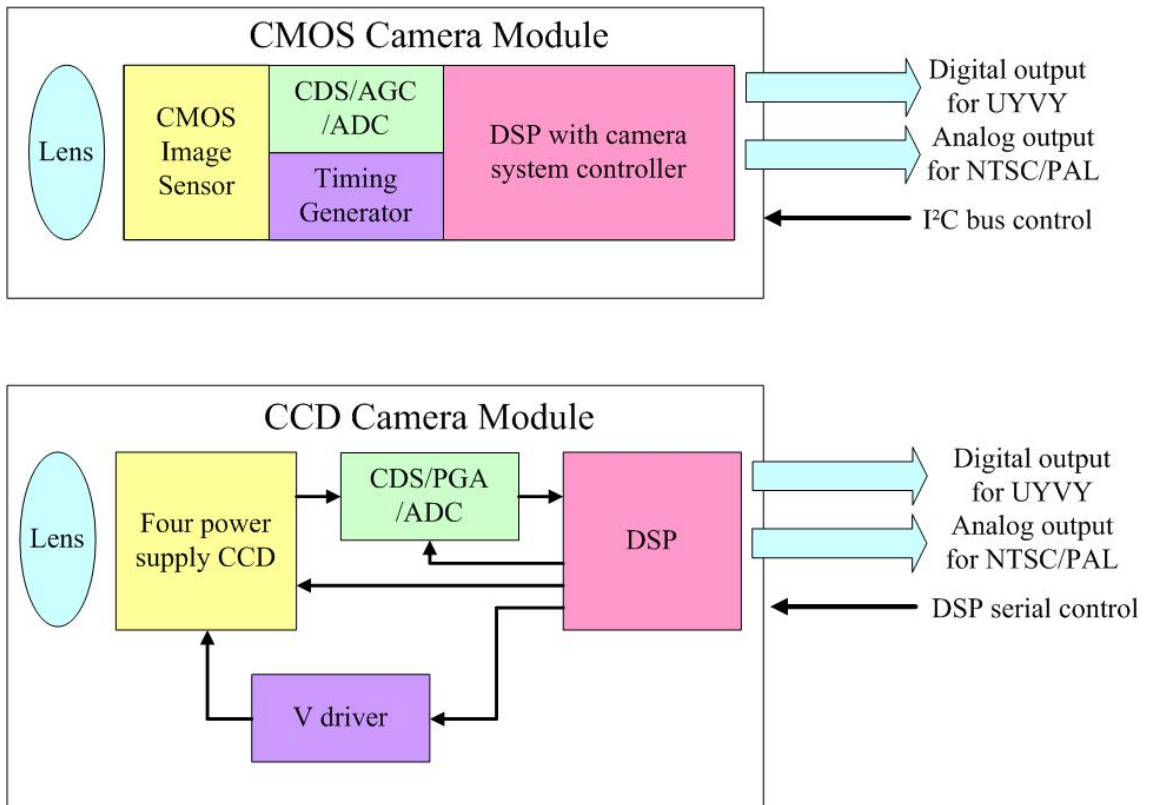 CMOS Camera Module
Lens
CMOS
Image
Sensor
CDS/AGC
/ADC
Timing
Generator
DSP with camera
system controller
Digital output
for UYVY
Analog output
for NTSC/PAL
I²C bus control
CCD Camera Module
Lens
Four power
supply CCD
CDS/PGA
/ADC
DSP
V driver
Digital output
for UYVY
Analog output
for NTSC/PAL
DSP serial control